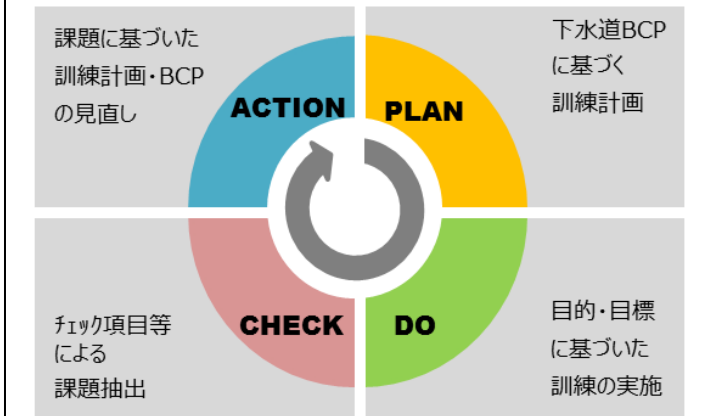 課題に基づいた
訓練計画・BCP
の見直し
ACTION
PLAN
下水道BCP
に基づく
訓練計画
ﾁｪｯｸ項目等
による
課題抽出
CHECK
DO
目的・目標
に基づいた
訓練の実施